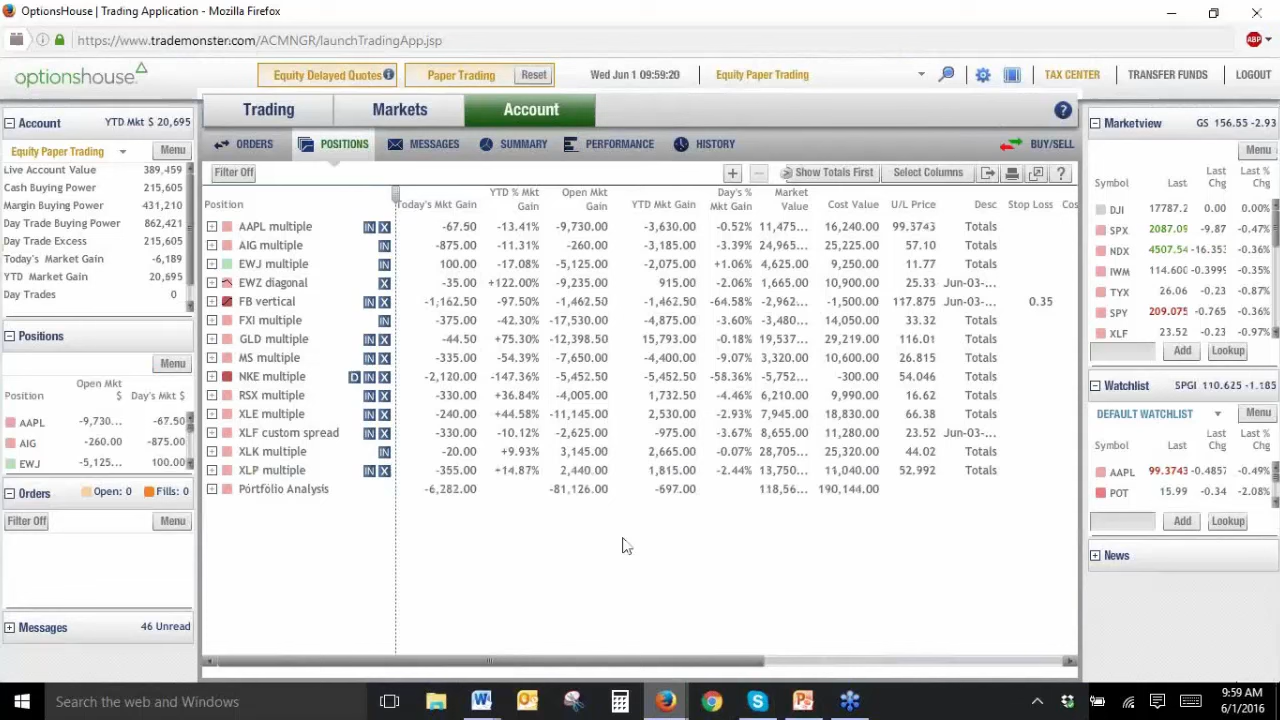 OptionsHouse | Trading Application - Mozilla Firefox
https://www.trademonster.com/ACMNGR/launchTradingApp.jsp
ABP
optionshouse.
Equity Delayed Quotes
Paper Trading Reset
Wed Jun 1 09:59:20
Equity Paper Trading
TAX CENTER TRANSFER FUNDS LOGOUT
Account YTD Mkt $ 20,695
Equity Paper Trading Menu
Live Account Value 389,459
Cash Buying Power 215,605
Margin Buying Power 431,210
Day Trade Buying Power 862,421
Day Trade Excess 215,605
Today's Market Gain -6,189
YTD Market Gain 20,695
Day Trades 0
Positions
Menu
Position Open Mkt $ Day's Mkt $
AAPL -9,730... -67.50
AIG -260.00 -875.00
EWJ -5,125... 100.00
Orders Open: 0 Fills: 0
Filter Off Menu
Messages 46 Unread
Trading Markets Account
ORDERS POSITIONS MESSAGES SUMMARY PERFORMANCE HISTORY BUY/SELL
Filter Off Show Totals First Select Columns
Position Today's Mkt Gain YTD % Mkt Gain Open Mkt Gain YTD Mkt Gain Day's % Mkt Gain Market Value Cost Value U/L Price Desc Stop Loss Cos
AAPL multiple IN X -67.50 -13.41% -9,730.00 -3,630.00 -0.52% 11,475... 16,240.00 99.3743 Totals
AIG multiple IN -875.00 -11.31% -260.00 -3,185.00 -3.39% 24,965... 25,225.00 57.10 Totals
EWJ multiple IN 100.00 -17.08% -5,125.00 -2,075.00 +1.06% 4,625.00 9,250.00 11.77 Totals
EWZ diagonal X -35.00 +122.00% -9,235.00 915.00 -2.06% 1,665.00 10,900.00 25.33 Jun-03-...
FB vertical IN X -1,162.50 -97.50% -1,462.50 -1,462.50 -64.58% -2,962... -1,500.00 117.875 Jun-03-... 0.35
FXI multiple IN -375.00 -42.30% -17,530.00 -4,875.00 -3.60% -3,480... 14,050.00 33.32 Totals
GLD multiple IN X -44.50 +75.30% -12,398.50 15,793.00 -0.18% 19,537... 29,219.00 116.01 Totals
MS multiple IN X -335.00 -54.39% -7,650.00 -4,400.00 -9.07% 3,320.00 10,600.00 26.815 Totals
NKE multiple D IN X -2,120.00 -147.36% -5,452.50 -5,452.50 -58.36% -5,752... -300.00 54.046 Totals
RSX multiple IN X -330.00 +36.84% -4,005.00 1,732.50 -4.46% 6,210.00 9,990.00 16.62 Totals
XLE multiple IN X -240.00 +44.58% -11,145.00 2,530.00 -2.93% 7,945.00 18,830.00 66.38 Totals
XLF custom spread IN X -330.00 -10.12% -2,625.00 -975.00 -3.67% 8,655.00 11,280.00 23.52 Jun-03-...
XLK multiple IN -20.00 +9.93% 3,145.00 2,665.00 -0.07% 28,705... 25,320.00 44.02 Totals
XLP multiple IN X -355.00 +14.87% 2,440.00 1,815.00 -2.44% 13,750... 11,040.00 52.992 Totals
Portfolio Analysis -6,282.00 -81,126.00 -697.00 118,56... 190,144.00
Marketview GS 156.55 -2.93
Menu
Symbol Last Last Chg Last % Chg
DJI 17787.2 0.00 0.00%
SPX 2087.09 -9.87 -0.47%
NDX 4507.54 -16.353 -0.36%
IWM 114.600 -0.3999 -0.35%
TYX 26.06 -0.23 -0.87%
SPY 209.075 -0.765 -0.36%
XLF 23.52 -0.23 -0.97%
Add Lookup
Watchlist SPGI 110.625 -1.185
DEFAULT WATCHLIST Menu
Symbol Last Last Chg Last % Chg
AAPL 99.3743 -0.4857 -0.49%
POT 15.99 -0.34 -2.08%
Add Lookup
News
Search the web and Windows
9:59 AM
6/1/2016